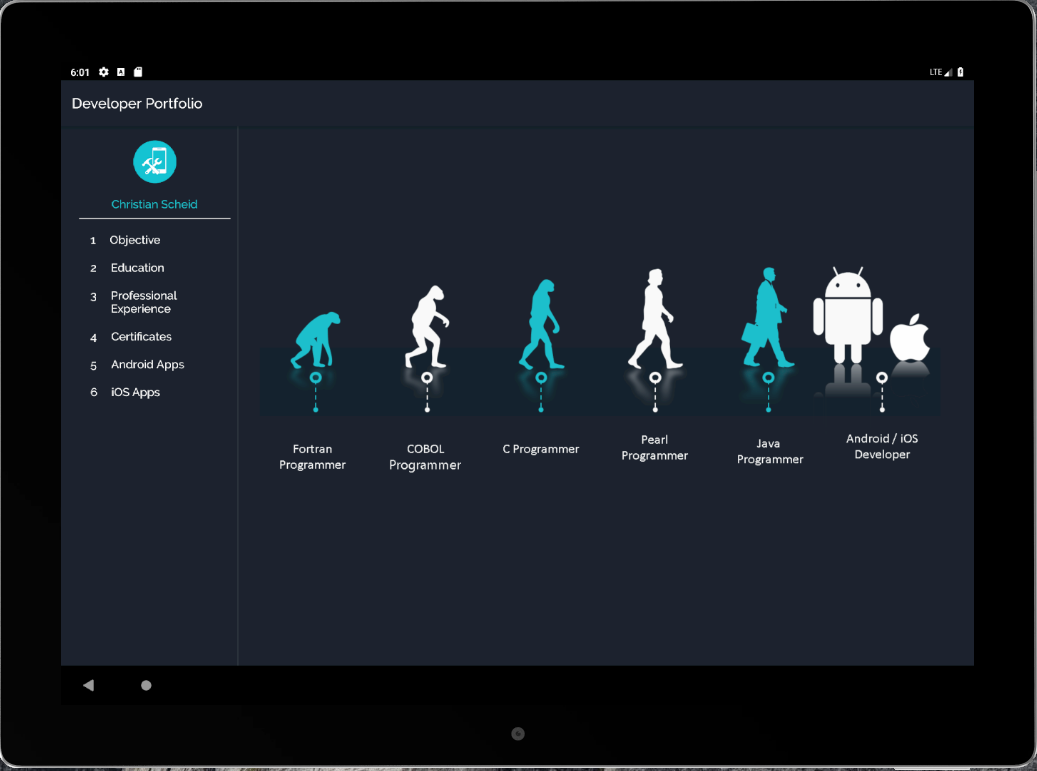 6:01
LTE
Developer Portfolio
Christian Scheid
1 Objective
2 Education
3 Professional
Experience
4 Certificates
5 Android Apps
6 iOS Apps
Fortran
Programmer
COBOL
Programmer
C Programmer
Pearl
Programmer
Java
Programmer
Android / iOS
Developer